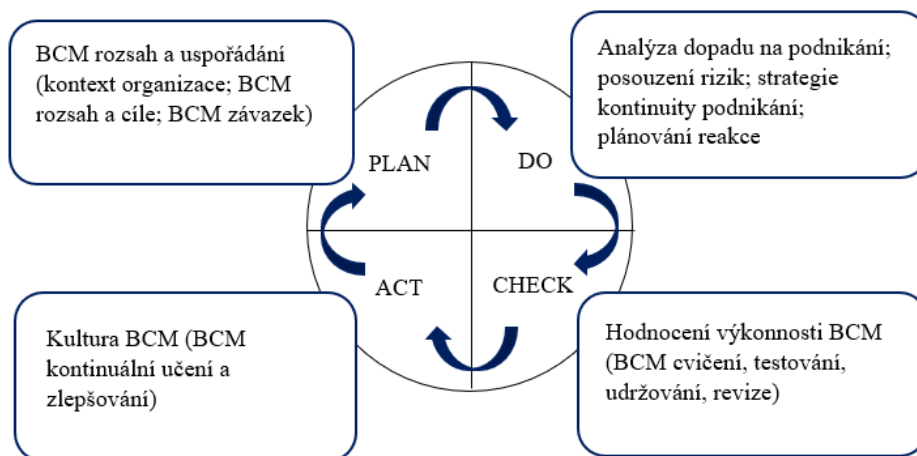 BCM rozsah a uspořádání
(kontext organizace; BCM
rozsah a cíle; BCM závazek)
Analýza dopadu na podnikání;
posouzení rizik; strategie
kontinuity podnikání;
plánování reakce
PLAN
DO
ACT
CHECK
Kultura BCM (BCM
kontinuální učení a
zlepšování)
Hodnocení výkonnosti BCM
(BCM cvičení, testování,
udržování, revize)